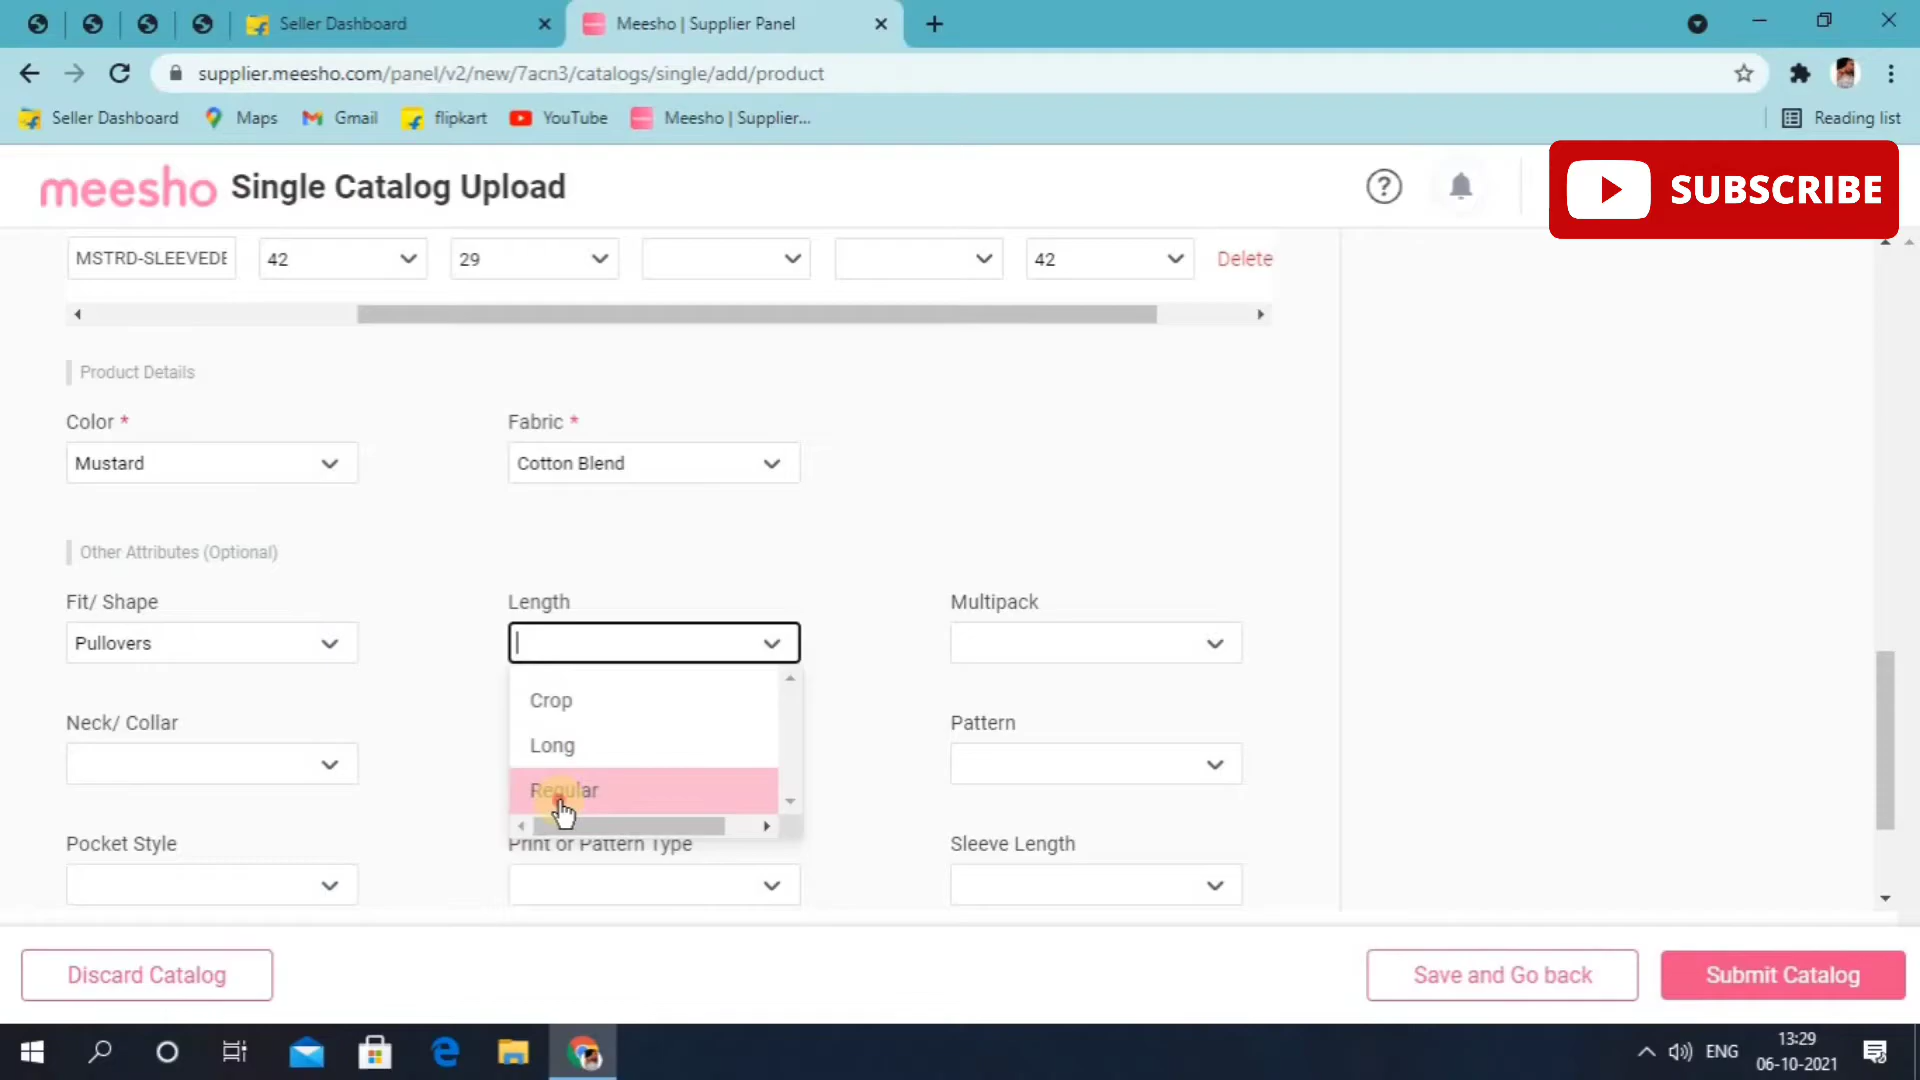 Seller Dashboard
Meesho | Supplier Panel
supplier.meesho.com/panel/v2/new/7acn3/catalogs/single/add/product
Seller Dashboard
Maps
Gmail
flipkart
YouTube
Meesho | Supplier...
Reading list
meesho Single Catalog Upload
?
SUBSCRIBE
MSTRD-SLEEVEDE
42
29
42
Delete
Product Details
Color *
Fabric *
Mustard
Cotton Blend
Other Attributes (Optional)
Fit/ Shape
Length
Multipack
Pullovers
Crop
Neck/ Collar
Pattern
Long
Regular
Pocket Style
Print or Pattern Type
Sleeve Length
Discard Catalog
Save and Go back
Submit Catalog
ENG
13:29
06-10-2021